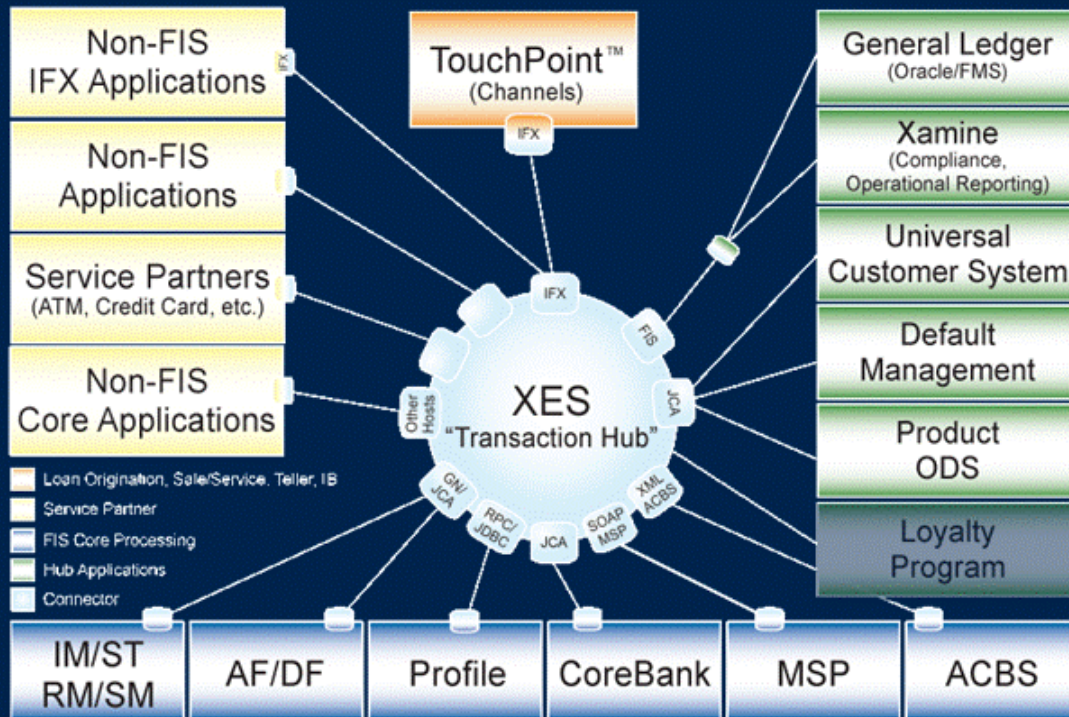 Non-FIS
IFX Applications
IFX
Non-FIS
Applications
Service Partners
(ATM, Credit Card, etc.)
Non-FIS
Core Applications
TouchPoint™
(Channels)
IFX
General Ledger
(Oracle/FMS)
Xamine
(Compliance,
Operational Reporting)
Universal
Customer System
Default
Management
Product
ODS
Loyalty
Program
IFX
FIS
JCA
XML
ACBS
SOAP
MSP
JCA
RPC/
JDBC
GN/
JCA
Other
Hosts
XES
“Transaction Hub”
Loan Origination, Sale/Service, Teller, IB
Service Partner
FIS Core Processing
Hub Applications
Connector
IM/ST
RM/SM
AF/DF
Profile
CoreBank
MSP
ACBS